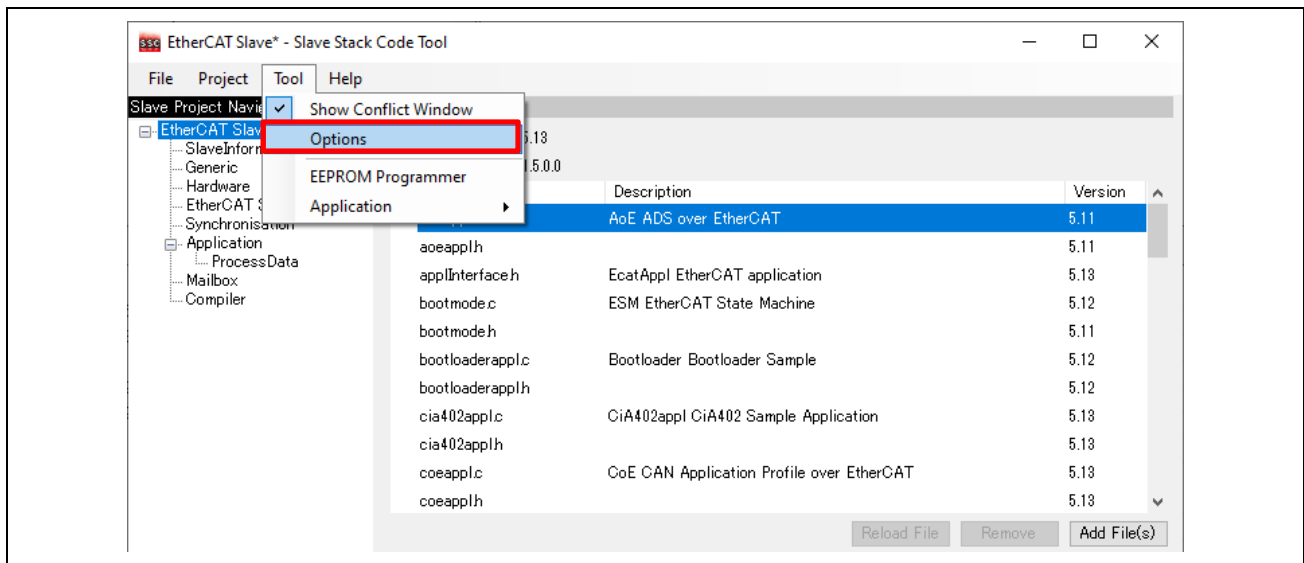 SSC EtherCAT Slave* - Slave Stack Code Tool
File Project Tool Help
Slave Project Navi
Show Conflict Window
EtherCAT Slav
Options
5.13
SlaveInforn
1.5.0.0
Generic
EEPROM Programmer
Hardware
Description Version
EtherCAT S
Application
AoE ADS over EtherCAT 5.11
Synchronisation
Application
aoeappl.h 5.11
ProcessData
applInterface.h EcatAppl EtherCAT application 5.13
Mailbox
Compiler
bootmode.c ESM EtherCAT State Machine 5.12
bootmode.h 5.11
bootloaderappl.c Bootloader Bootloader Sample 5.12
bootloaderappl.h 5.12
cia402appl.c CiA402appl CiA402 Sample Application 5.13
cia402appl.h 5.13
coeappl.c CoE CAN Application Profile over EtherCAT 5.13
coeappl.h 5.13
Reload File Remove Add File(s)